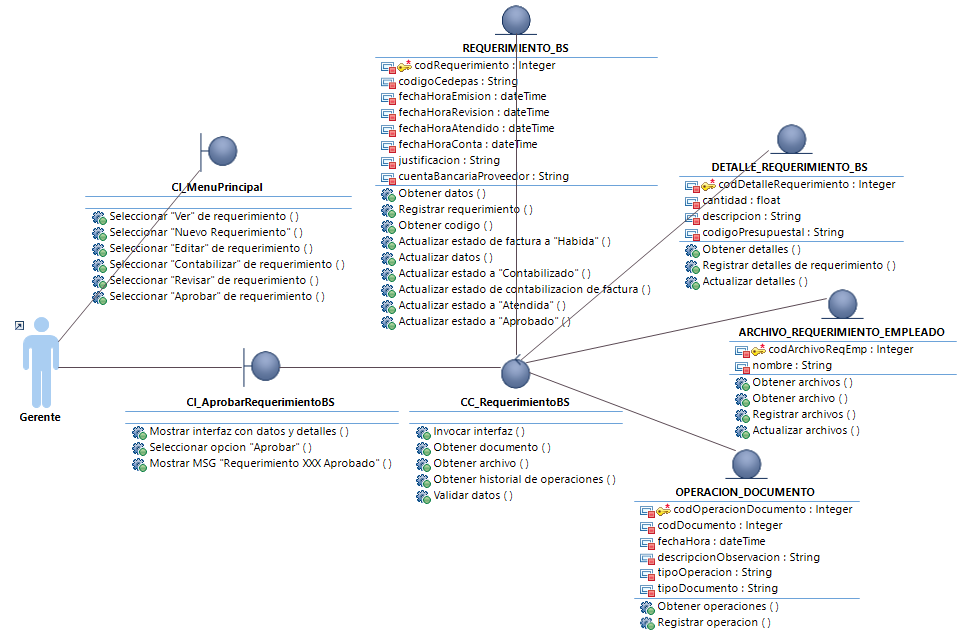 REQUERIMIENTO_BS
codRequerimiento : Integer
codigoCedepas : String
fechaHoraEmision : dateTime
fechaHoraRevision : dateTime
fechaHoraAtendido : dateTime
fechaHoraConta : dateTime
justificacion : String
cuentaBancariaProveedor : String
Obtener datos ( )
Registrar requerimiento ( )
Obtener codigo ( )
Actualizar estado de factura a "Habida" ( )
Actualizar datos ( )
Actualizar estado a "Contabilizado" ( )
Actualizar estado de contabilizacion de factura ( )
Actualizar estado a "Atendida" ( )
Actualizar estado a "Aprobado" ( )
CI_MenuPrincipal
Seleccionar "Ver" de requerimiento ( )
Seleccionar "Nuevo Requerimiento" ( )
Seleccionar "Editar" de requerimiento ( )
Seleccionar "Contabilizar" de requerimiento ( )
Seleccionar "Revisar" de requerimiento ( )
Seleccionar "Aprobar" de requerimiento ( )
DETALLE_REQUERIMIENTO_BS
codDetalleRequerimiento : Integer
cantidad : float
descripcion : String
codigoPresupuestal : String
Obtener detalles ( )
Registrar detalles de requerimiento ( )
Actualizar detalles ( )
ARCHIVO_REQUERIMIENTO_EMPLEADO
codArchivoReqEmp : Integer
nombre : String
Obtener archivos ( )
Obtener archivo ( )
Registrar archivos ( )
Actualizar archivos ( )
Gerente
CI_AprobarRequerimientoBS
Mostrar interfaz con datos y detalles ( )
Seleccionar opcion "Aprobar" ( )
Mostrar MSG "Requerimiento XXX Aprobado" ( )
CC_RequerimientoBS
Invocar interfaz ( )
Obtener documento ( )
Obtener archivo ( )
Obtener historial de operaciones ( )
Validar datos ( )
OPERACION_DOCUMENTO
codOperacionDocumento : Integer
codDocumento : Integer
fechaHora : dateTime
descripcionObservacion : String
tipoOperacion : String
tipoDocumento : String
Obtener operaciones ( )
Registrar operacion ( )